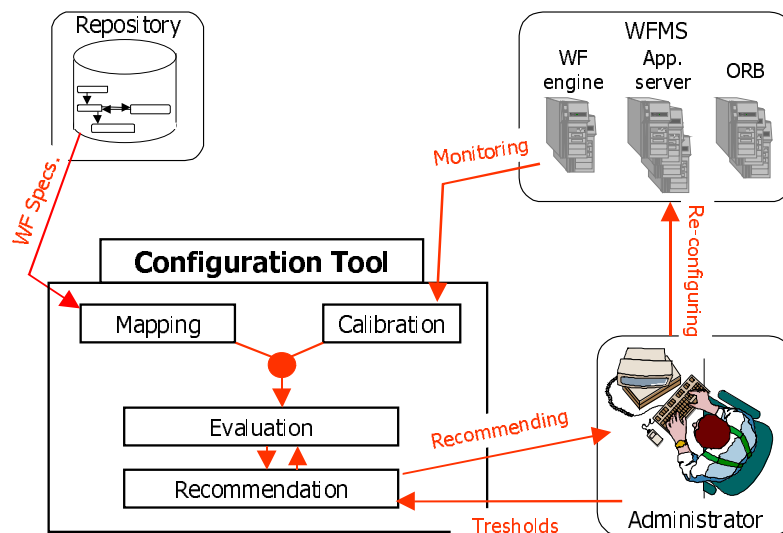 Repository
WFMS
WF
engine
App.
server
ORB
Monitoring
WF Specs.
Re-configuring
Configuration Tool
Mapping
Calibration
Evaluation
Recommending
Recommendation
Tresholds
Administrator